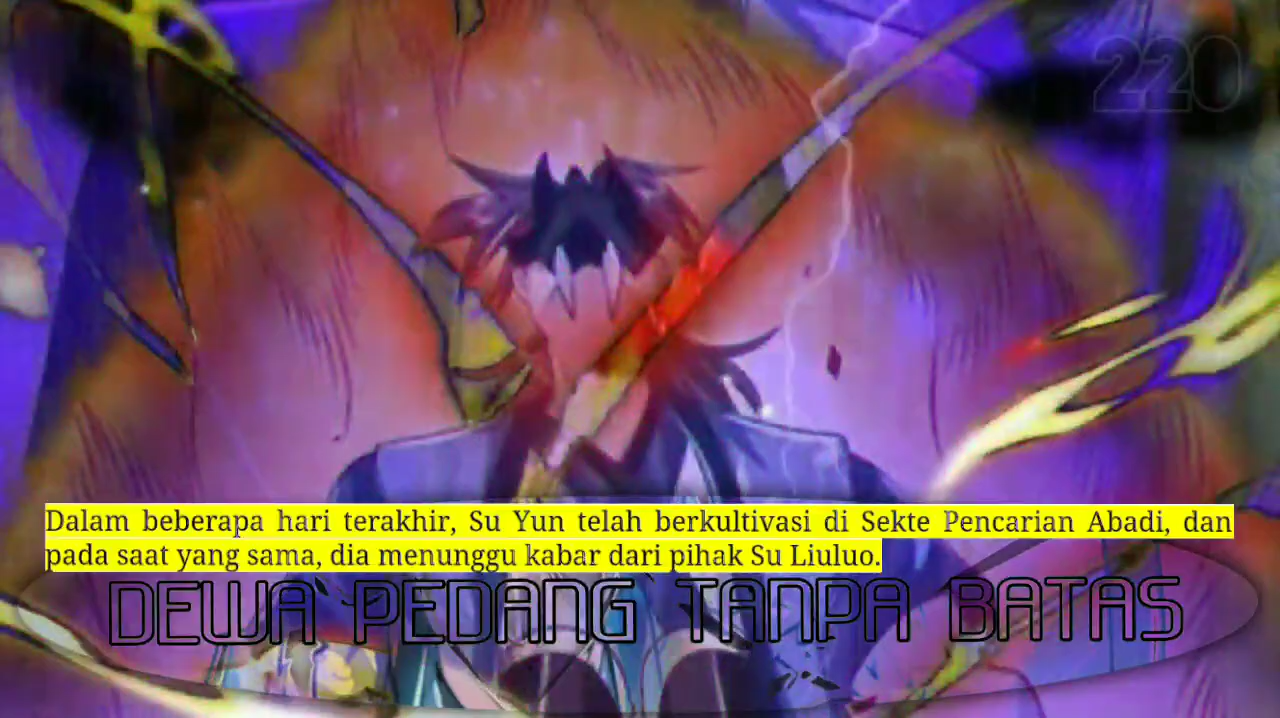 220
Dalam beberapa hari terakhir, Su Yun telah berkultivasi di Sekte Pencarian Abadi, dan
pada saat yang sama, dia menunggu kabar dari pihak Su Liuluo.
DEWA PEDANG TANPA BATAS